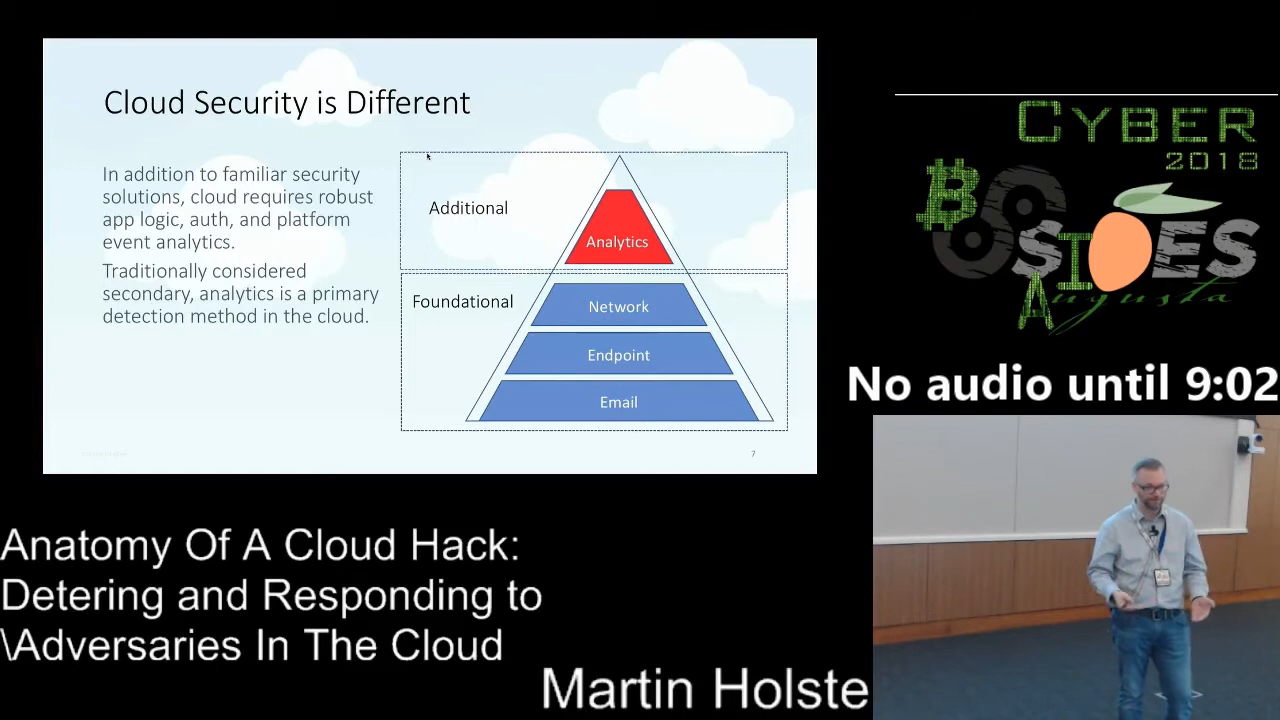 Cloud Security is Different
In addition to familiar security
solutions, cloud requires robust
app logic, auth, and platform
event analytics.
Traditionally considered
secondary, analytics is a primary
detection method in the cloud.
Additional
Analytics
Foundational
Network
Endpoint
Email
7
CYBER
2018
BSIDES
Augusta
No audio until 9:02
Anatomy Of A Cloud Hack:
Detering and Responding to
\Adversaries In The Cloud
Martin Holste